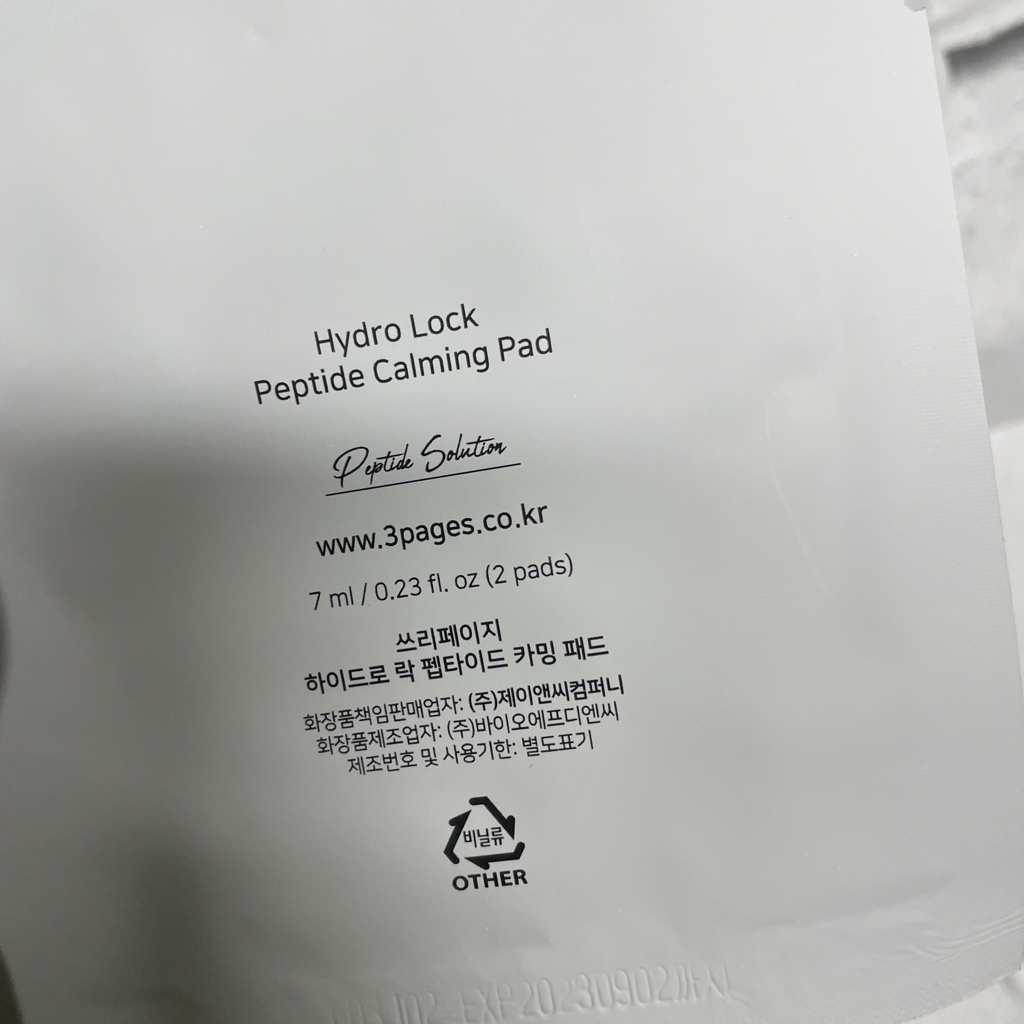 Hydro Lock
Peptide Calming Pad
Peptide Solution
www.3pages.co.kr
7 ml / 0.23 fl. oz (2 pads)
쓰리페이지
하이드로 락 펩타이드 카밍 패드
화장품책임판매업자: (주)제이앤씨컴퍼니
화장품제조업자: (주)바이오에프디엔씨
제조번호 및 사용기한: 별도표기
비닐류
OTHER
EXP20230902까지